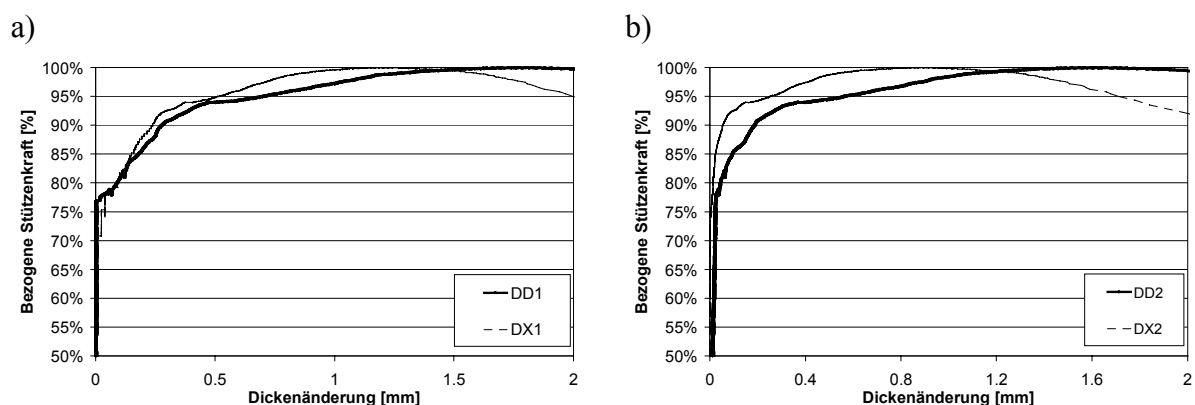 a)
100%
95%
90%
85%
80%
75%
70%
65%
60%
55%
50%
Bezogene Stützenkraft [%]
DD1
DX1
0 0.5 1 1.5 2
Dickenänderung [mm]
b)
100%
95%
90%
85%
80%
75%
70%
65%
60%
55%
50%
Bezogene Stützenkraft [%]
DD2
DX2
0 0.4 0.8 1.2 1.6 2
Dickenänderung [mm]